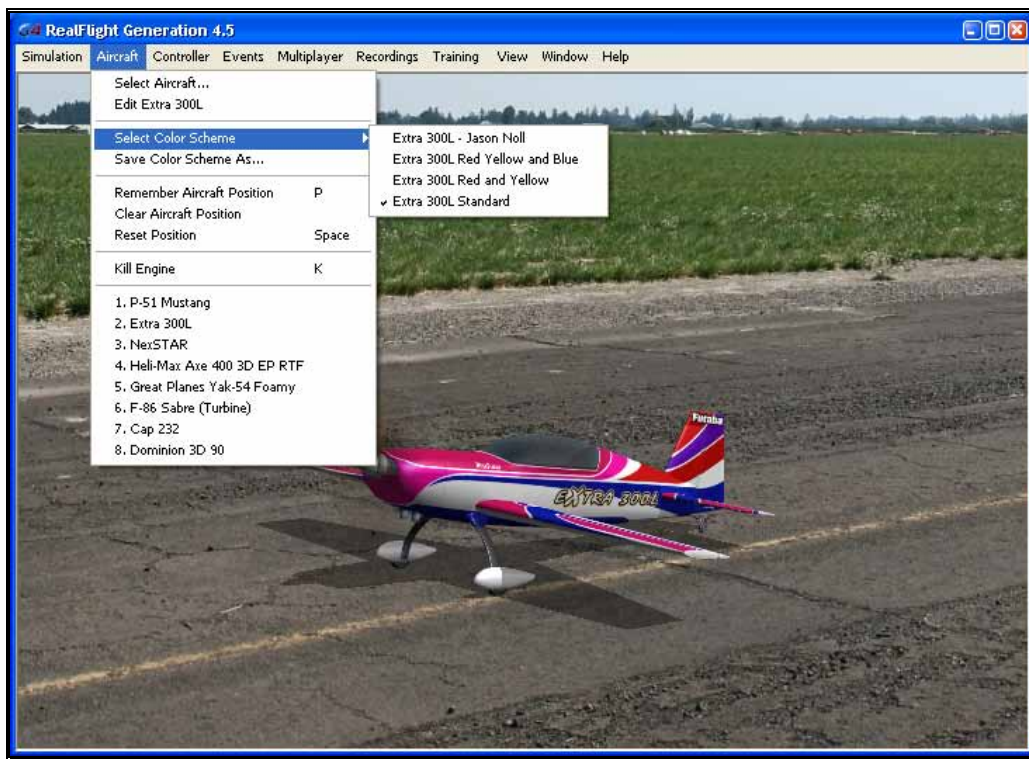 G4 RealFlight Generation 4.5
Simulation Aircraft Controller Events Multiplayer Recordings Training View Window Help
Select Aircraft...
Edit Extra 300L
Select Color Scheme
Save Color Scheme As...
Extra 300L - Jason Noll
Extra 300L Red Yellow and Blue
Extra 300L Red and Yellow
Extra 300L Standard
Remember Aircraft Position P
Clear Aircraft Position
Reset Position Space
Kill Engine K
1. P-51 Mustang
2. Extra 300L
3. NexSTAR
4. Heli-Max Axe 400 3D EP RTF
5. Great Planes Yak-54 Foamy
6. F-86 Sabre (Turbine)
7. Cap 232
8. Dominion 3D 90
Futaba
EXTRA 300L